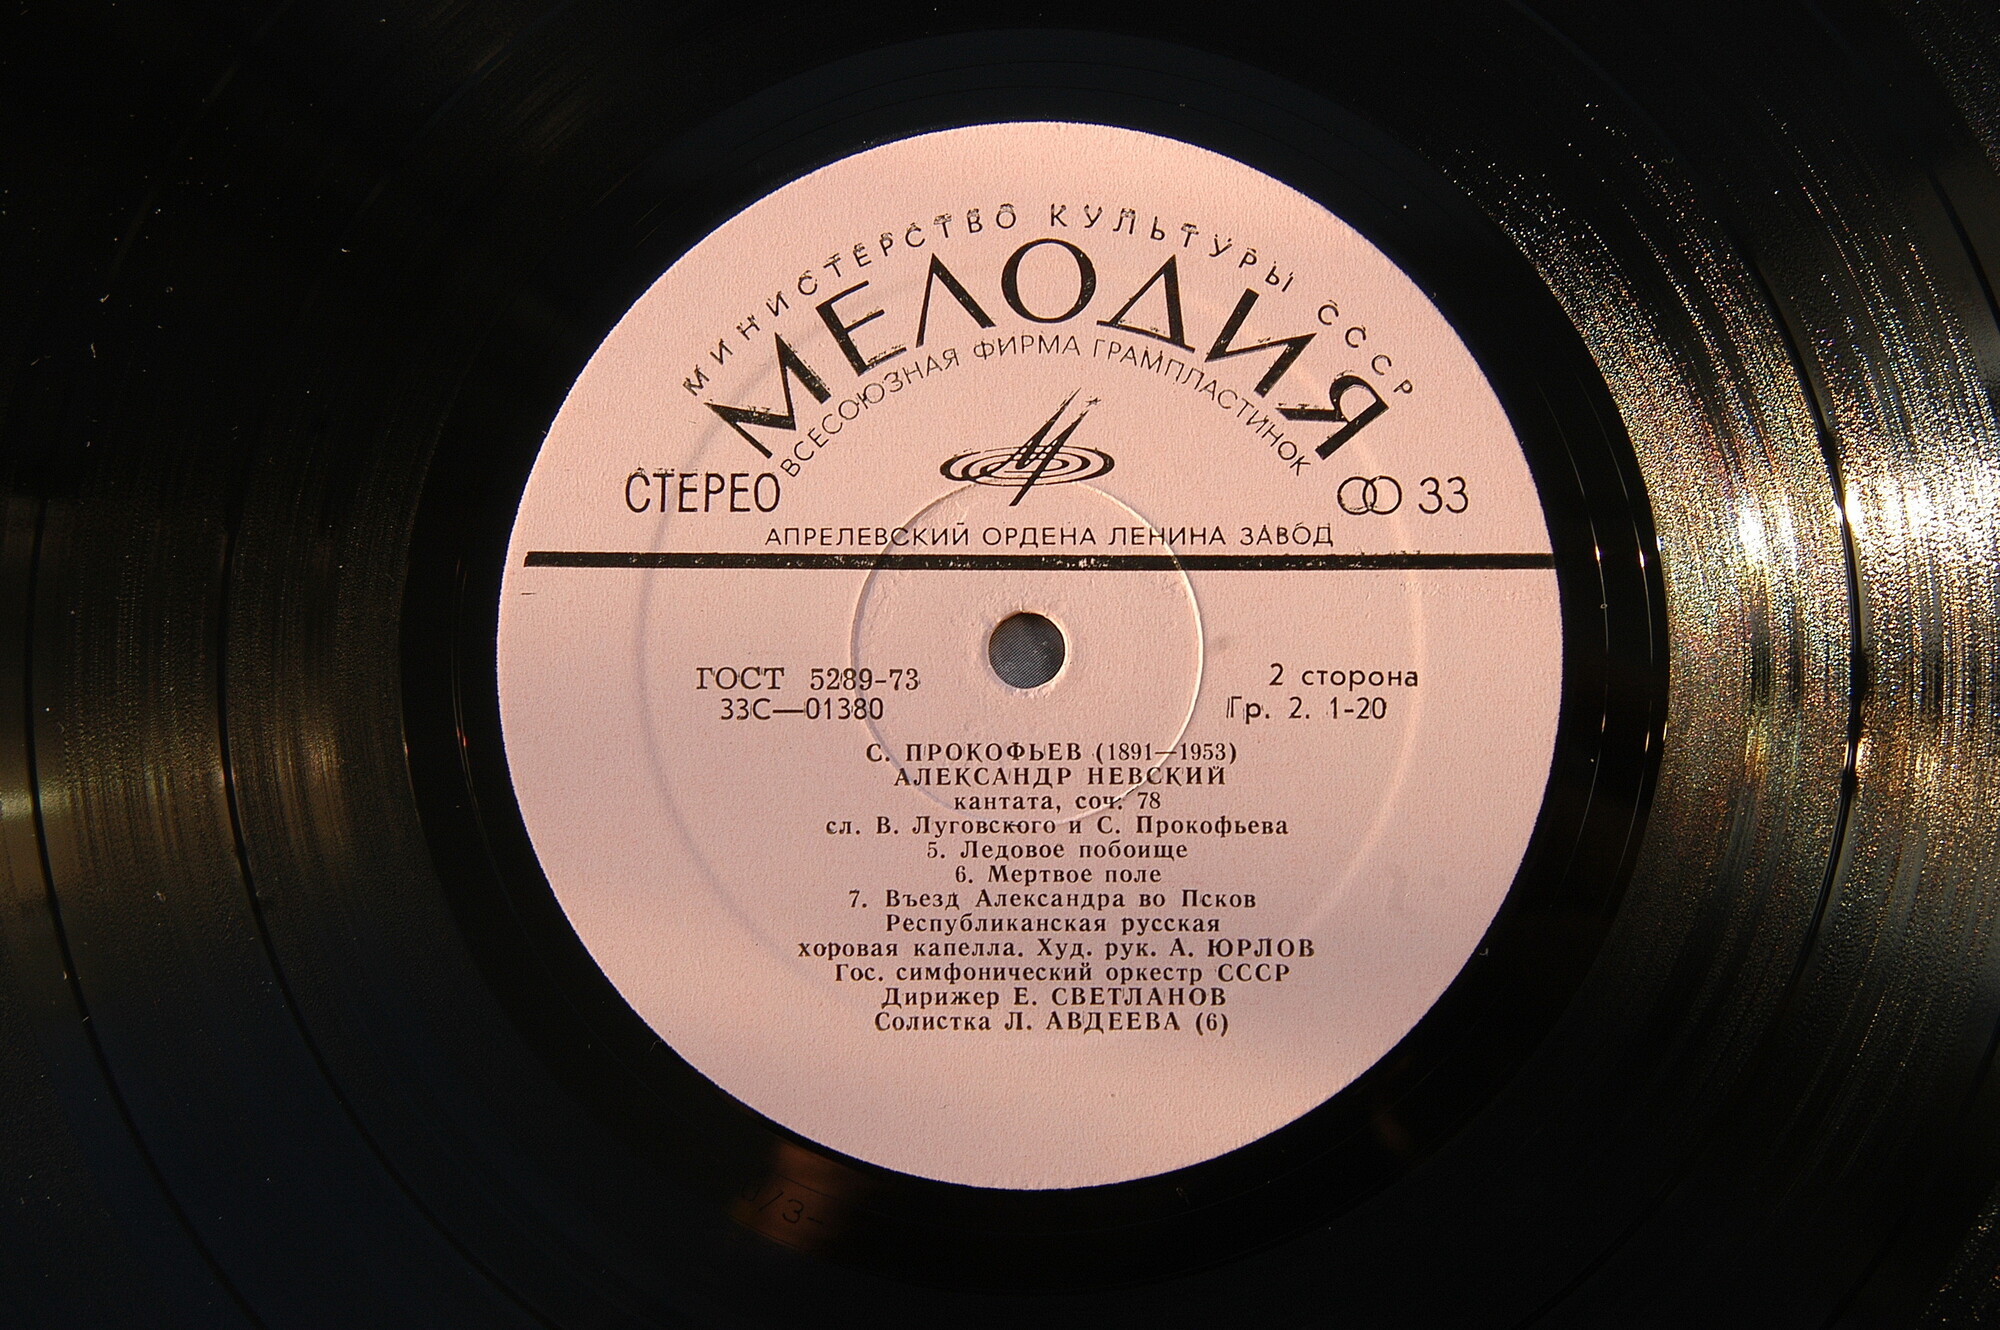 МИНИСТЕРСТВО КУЛЬТУРЫ СССР
МЕЛОДИЯ
ВСЕСОЮЗНАЯ ФИРМА ГРАМПЛАСТИНОК
СТЕРЕО
33
АПРЕЛЕВСКИЙ ОРДЕНА ЛЕНИНА ЗАВОД
ГОСТ 5289-73
33С—01380
2 сторона
Гр. 2. 1-20
С. ПРОКОФЬЕВ (1891—1953)
АЛЕКСАНДР НЕВСКИЙ
кантата, соч. 78
сл. В. Луговского и С. Прокофьева
5. Ледовое побоище
6. Мертвое поле
7. Въезд Александра во Псков
Республиканская русская
хоровая капелла. Худ. рук. А. ЮРЛОВ
Гос. симфонический оркестр СССР
Дирижер Е. СВЕТЛАНОВ
Солистка Л. АВДЕЕВА (6)